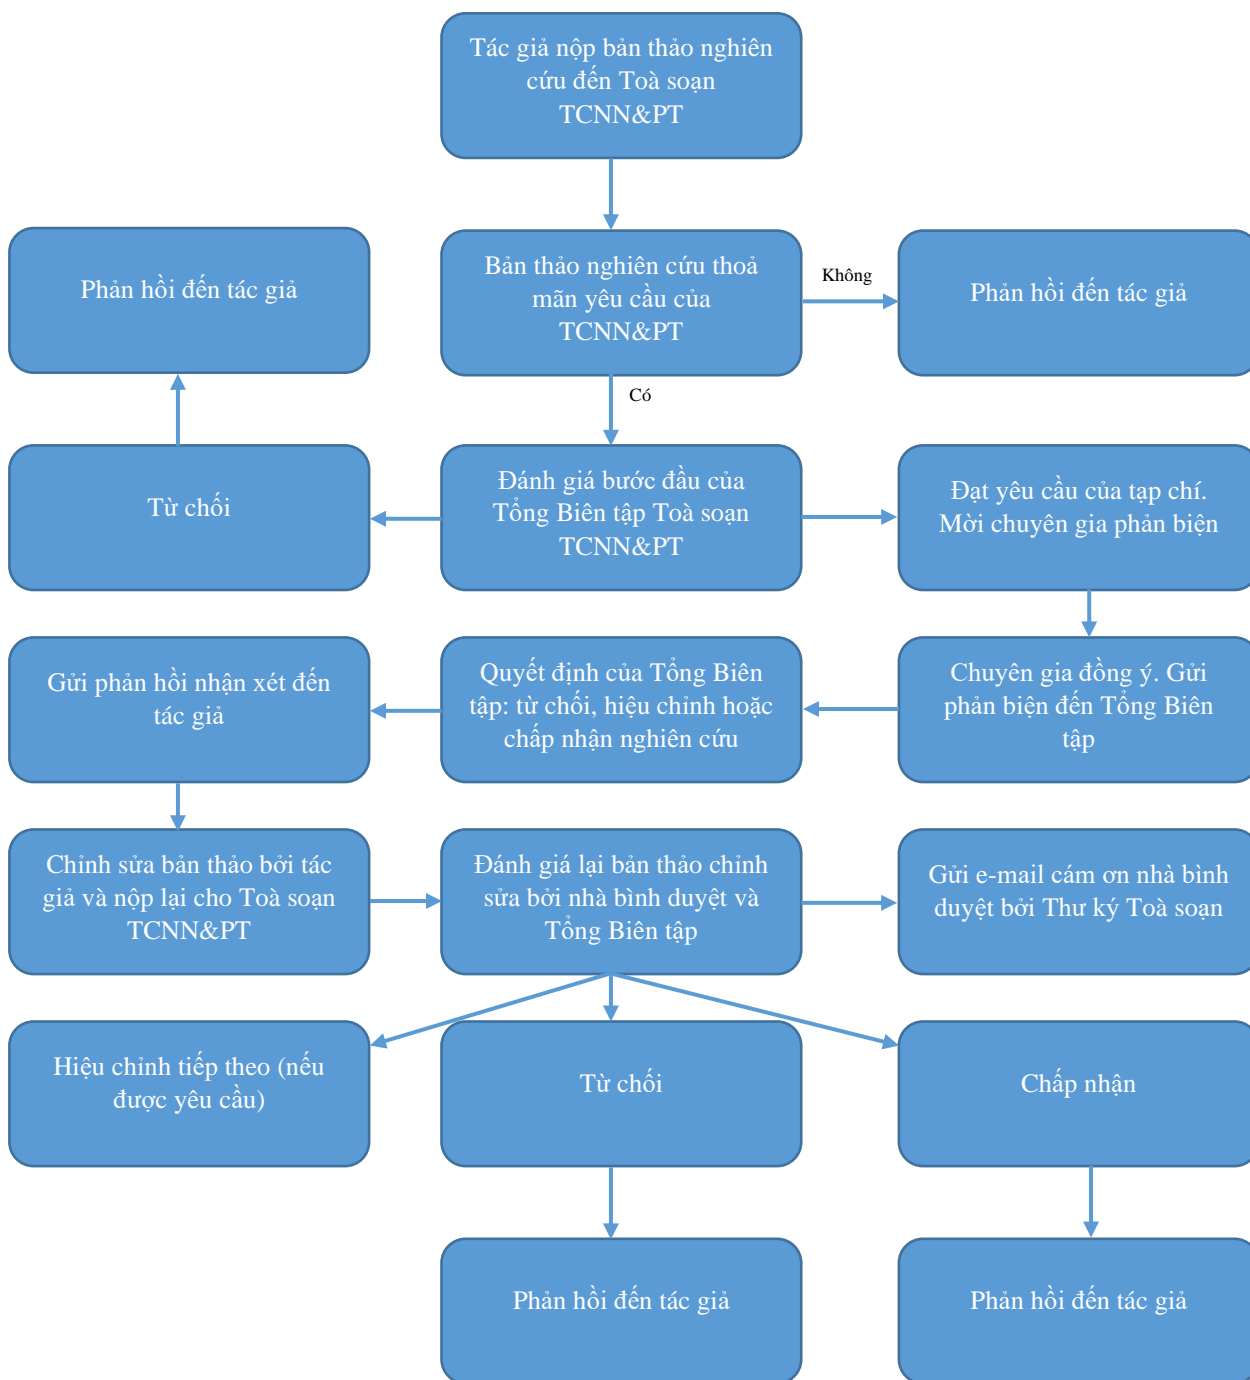 Tác giả nộp bản thảo nghiên
cứu đến Toà soạn
TCNN&PT
Phản hồi đến tác giả
Bản thảo nghiên cứu thoả
mãn yêu cầu của
TCNN&PT
Không
Phản hồi đến tác giả
Có
Từ chối
Đánh giá bước đầu của
Tổng Biên tập Toà soạn
TCNN&PT
Đạt yêu cầu của tạp chí.
Mời chuyên gia phản biện
Gửi phản hồi nhận xét đến
tác giả
Quyết định của Tổng Biên
tập: từ chối, hiệu chỉnh hoặc
chấp nhận nghiên cứu
Chuyên gia đồng ý. Gửi
phản biện đến Tổng Biên
tập
Chỉnh sửa bản thảo bởi tác
giả và nộp lại cho Toà soạn
TCNN&PT
Đánh giá lại bản thảo chỉnh
sửa bởi nhà bình duyệt và
Tổng Biên tập
Gửi e-mail cám ơn nhà bình
duyệt bởi Thư ký Toà soạn
Hiệu chỉnh tiếp theo (nếu
được yêu cầu)
Từ chối
Chấp nhận
Phản hồi đến tác giả
Phản hồi đến tác giả